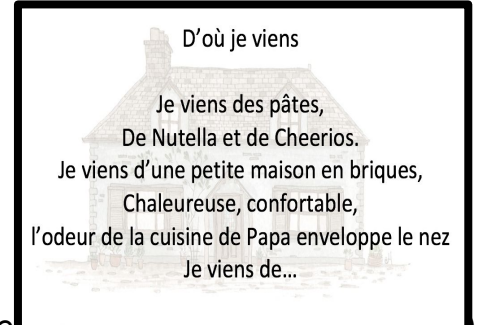 D’où je viens
Je viens des pâtes,
De Nutella et de Cheerios.
Je viens d’une petite maison en briques,
Chaleureuse, confortable,
l’odeur de la cuisine de Papa enveloppe le nez
Je viens de...